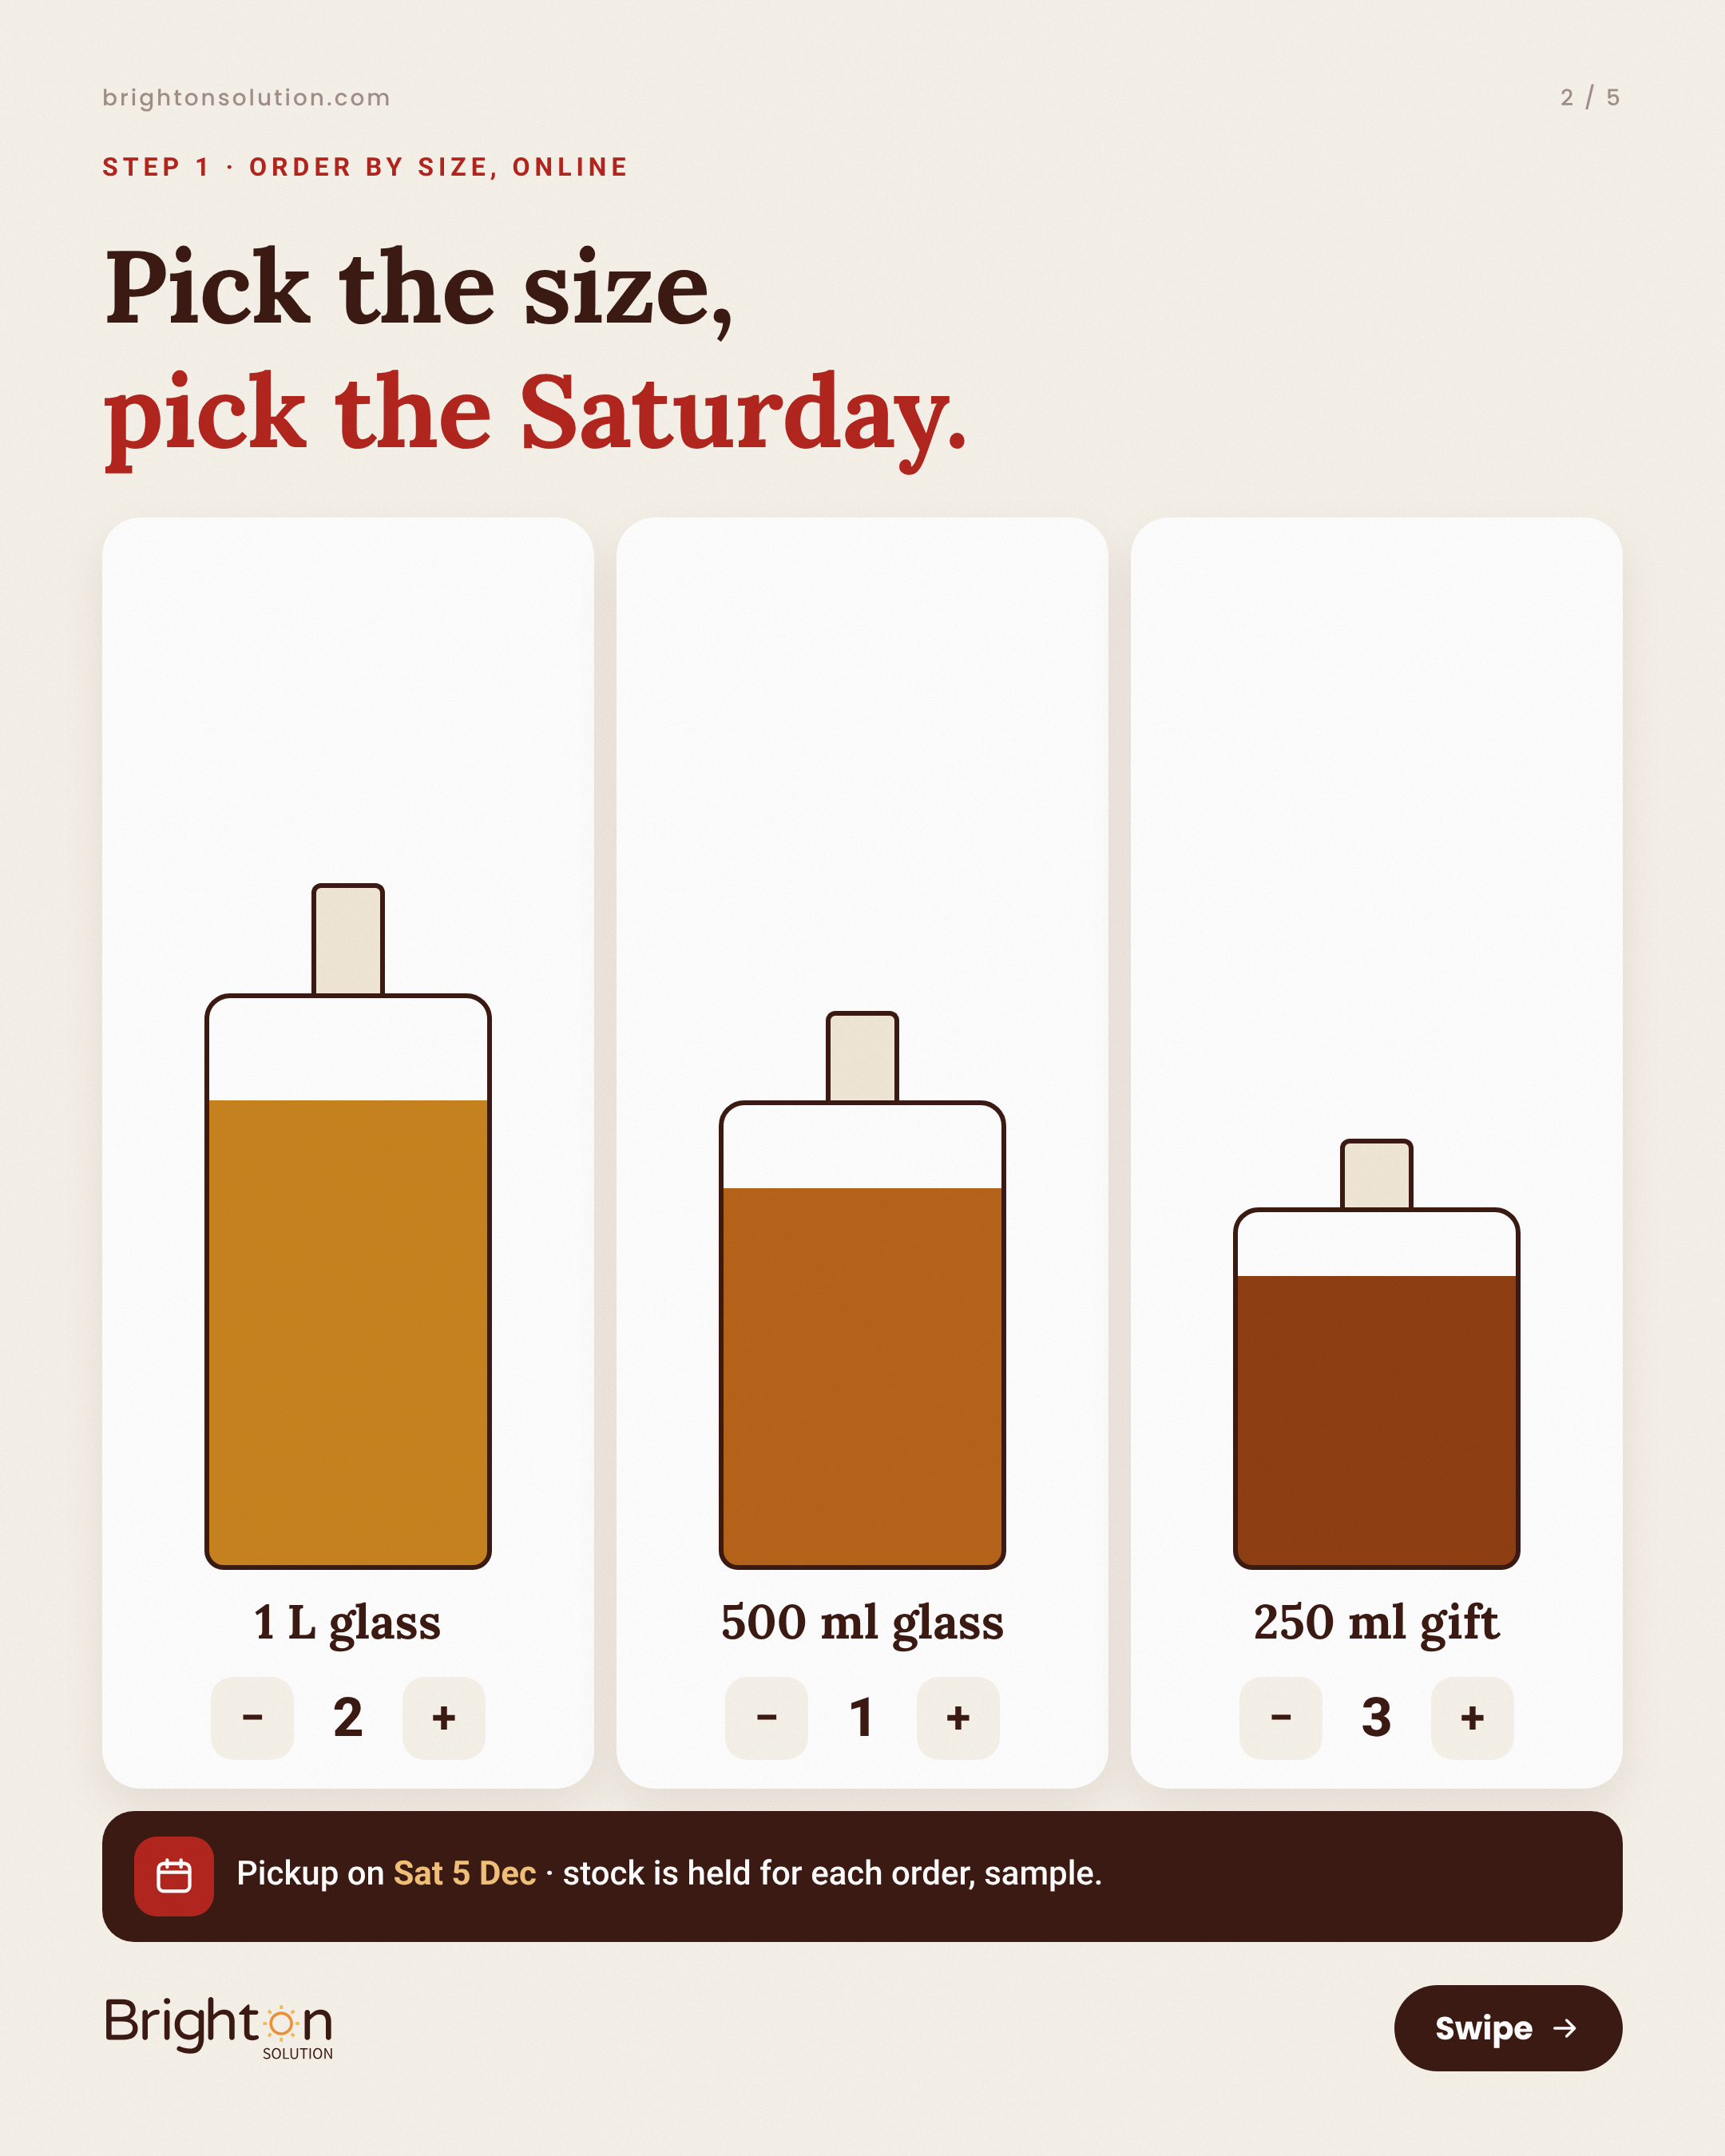 brightonsolution.com
2 / 5
STEP 1 · ORDER BY SIZE, ONLINE
Pick the size,
pick the Saturday.
1 L glass
500 ml glass
250 ml gift
− 2 +
− 1 +
− 3 +
Pickup on Sat 5 Dec · stock is held for each order, sample.
Brighton
SOLUTION
Swipe →